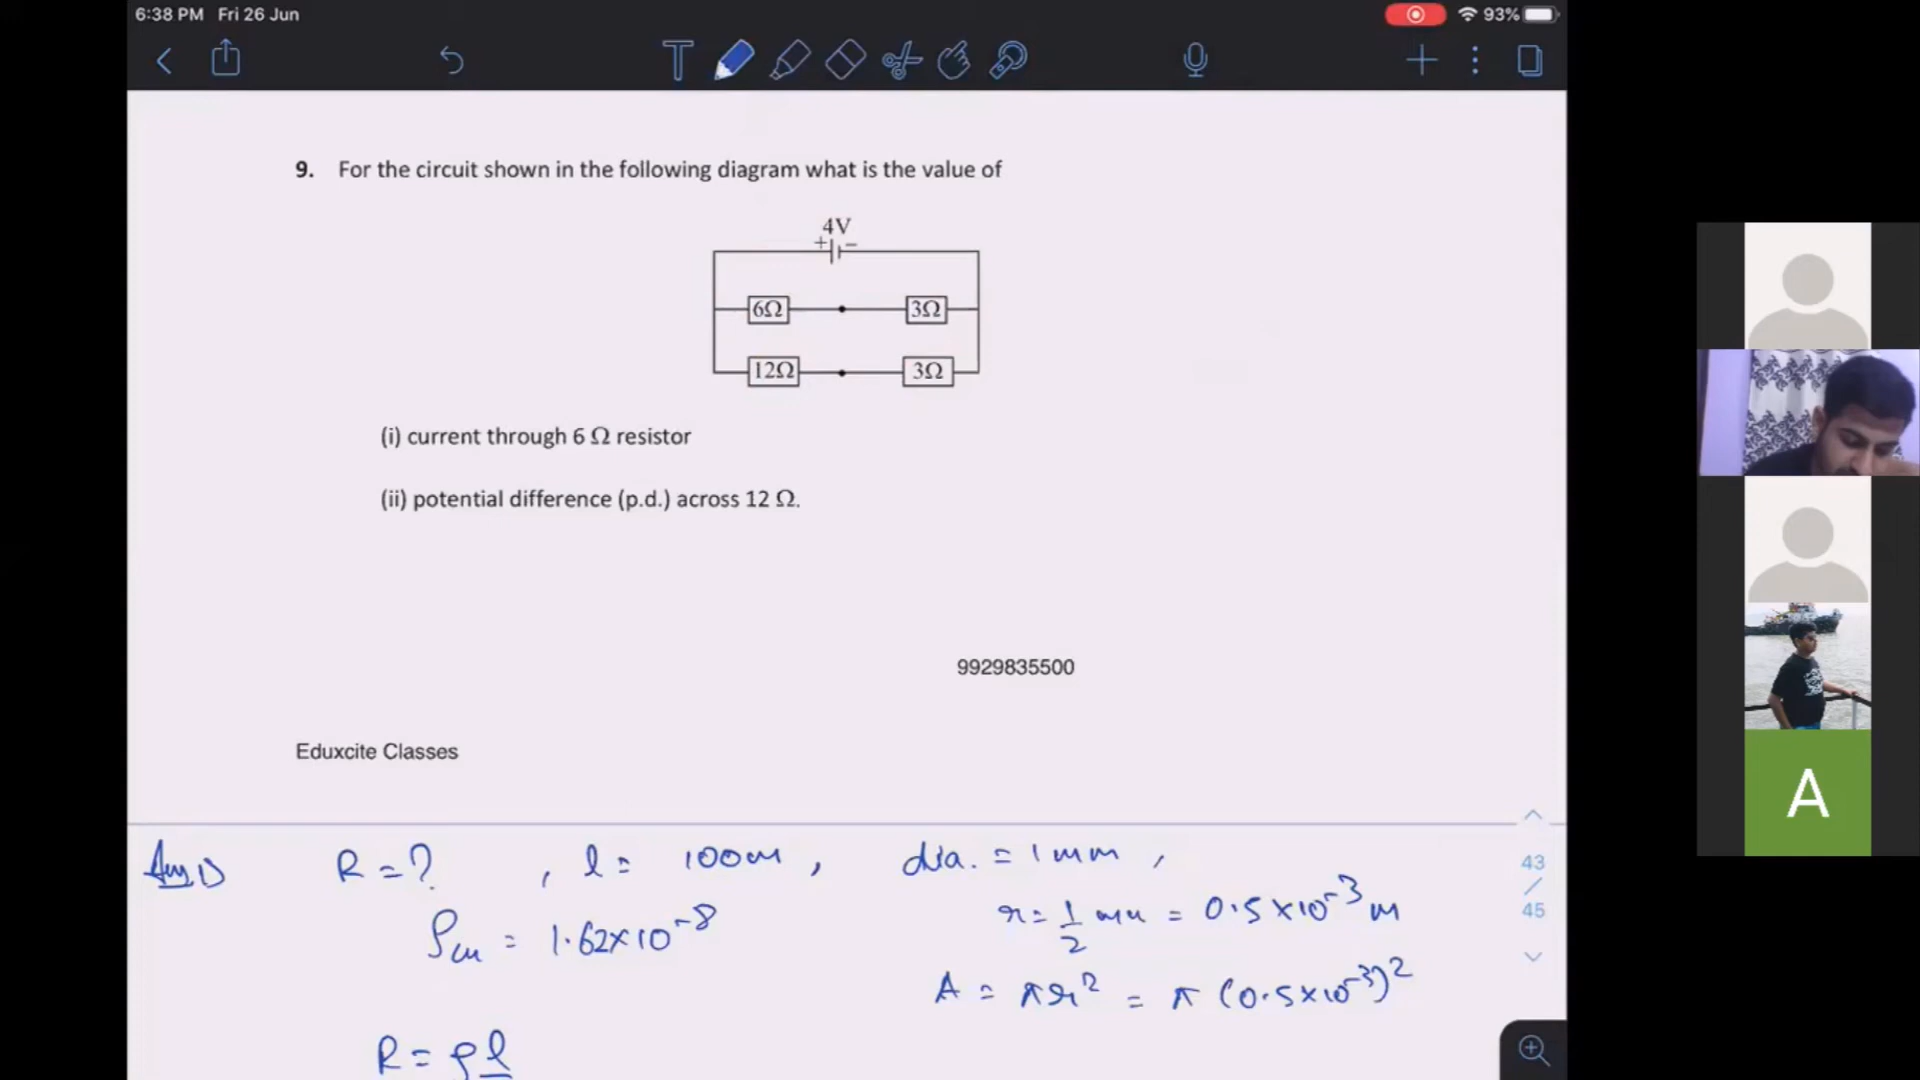 6:38 PM Fri 26 Jun
93%
T
9. For the circuit shown in the following diagram what is the value of
4V
+ −
6Ω 3Ω
12Ω 3Ω
(i) current through 6 Ω resistor
(ii) potential difference (p.d.) across 12 Ω.
9929835500
Eduxcite Classes
A
Ans 1) R = ? , l = 100m , dia. = 1 mm ,
r = 1/2 mm = 0.5 × 10⁻³ m
ρcu = 1.62×10⁻⁸
A = πr² = π (0.5×10⁻³)²
R = ρl
43
/
45